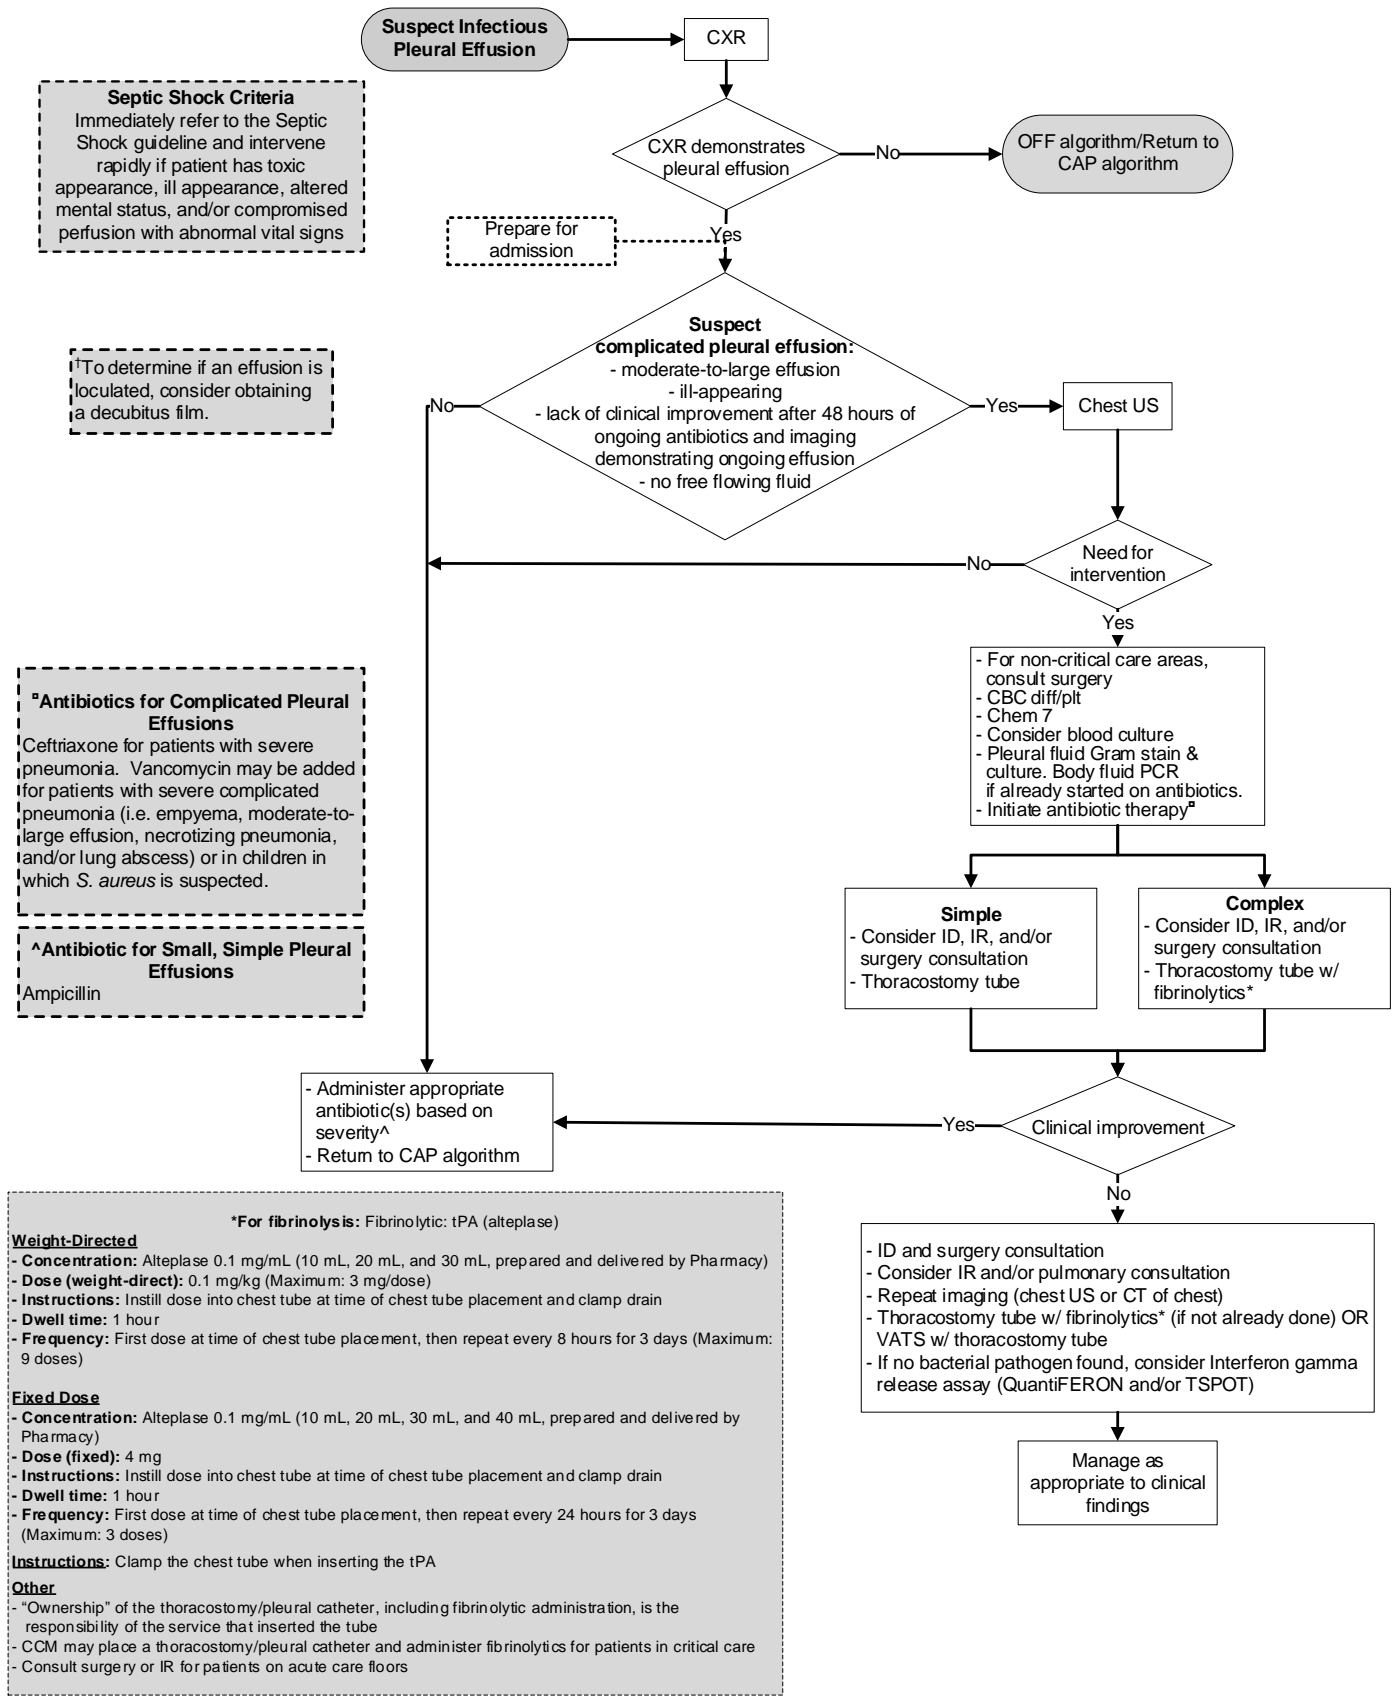 Suspect Infectious
Pleural Effusion
CXR
Septic Shock Criteria
Immediately refer to the Septic
Shock guideline and intervene
rapidly if patient has toxic
appearance, ill appearance, altered
mental status, and/or compromised
perfusion with abnormal vital signs
CXR demonstrates
pleural effusion
No
OFF algorithm/Return to
CAP algorithm
Prepare for
admission
Yes
Suspect
complicated pleural effusion:
- moderate-to-large effusion
- ill-appearing
- lack of clinical improvement after 48 hours of
ongoing antibiotics and imaging
demonstrating ongoing effusion
- no free flowing fluid
†To determine if an effusion is
loculated, consider obtaining
a decubitus film.
No
Yes
Chest US
Need for
intervention
No
Yes
- For non-critical care areas,
consult surgery
- CBC diff/plt
- Chem 7
- Consider blood culture
- Pleural fluid Gram stain &
culture. Body fluid PCR
if already started on antibiotics.
- Initiate antibiotic therapy¤
¤Antibiotics for Complicated Pleural
Effusions
Ceftriaxone for patients with severe
pneumonia. Vancomycin may be added
for patients with severe complicated
pneumonia (i.e. empyema, moderate-to-
large effusion, necrotizing pneumonia,
and/or lung abscess) or in children in
which S. aureus is suspected.
^Antibiotic for Small, Simple Pleural
Effusions
Ampicillin
Simple
- Consider ID, IR, and/or
surgery consultation
- Thoracostomy tube
Complex
- Consider ID, IR, and/or
surgery consultation
- Thoracostomy tube w/
fibrinolytics*
- Administer appropriate
antibiotic(s) based on
severity^
- Return to CAP algorithm
Yes
Clinical improvement
No
- ID and surgery consultation
- Consider IR and/or pulmonary consultation
- Repeat imaging (chest US or CT of chest)
- Thoracostomy tube w/ fibrinolytics* (if not already done) OR
VATS w/ thoracostomy tube
- If no bacterial pathogen found, consider Interferon gamma
release assay (QuantiFERON and/or TSPOT)
Manage as
appropriate to clinical
findings
*For fibrinolysis: Fibrinolytic: tPA (alteplase)
Weight-Directed
- Concentration: Alteplase 0.1 mg/mL (10 mL, 20 mL, and 30 mL, prepared and delivered by Pharmacy)
- Dose (weight-direct): 0.1 mg/kg (Maximum: 3 mg/dose)
- Instructions: Instill dose into chest tube at time of chest tube placement and clamp drain
- Dwell time: 1 hour
- Frequency: First dose at time of chest tube placement, then repeat every 8 hours for 3 days (Maximum:
9 doses)
Fixed Dose
- Concentration: Alteplase 0.1 mg/mL (10 mL, 20 mL, 30 mL, and 40 mL, prepared and delivered by
Pharmacy)
- Dose (fixed): 4 mg
- Instructions: Instill dose into chest tube at time of chest tube placement and clamp drain
- Dwell time: 1 hour
- Frequency: First dose at time of chest tube placement, then repeat every 24 hours for 3 days
(Maximum: 3 doses)
Instructions: Clamp the chest tube when inserting the tPA
Other
- “Ownership” of the thoracostomy/pleural catheter, including fibrinolytic administration, is the
responsibility of the service that inserted the tube
- CCM may place a thoracostomy/pleural catheter and administer fibrinolytics for patients in critical care
- Consult surgery or IR for patients on acute care floors